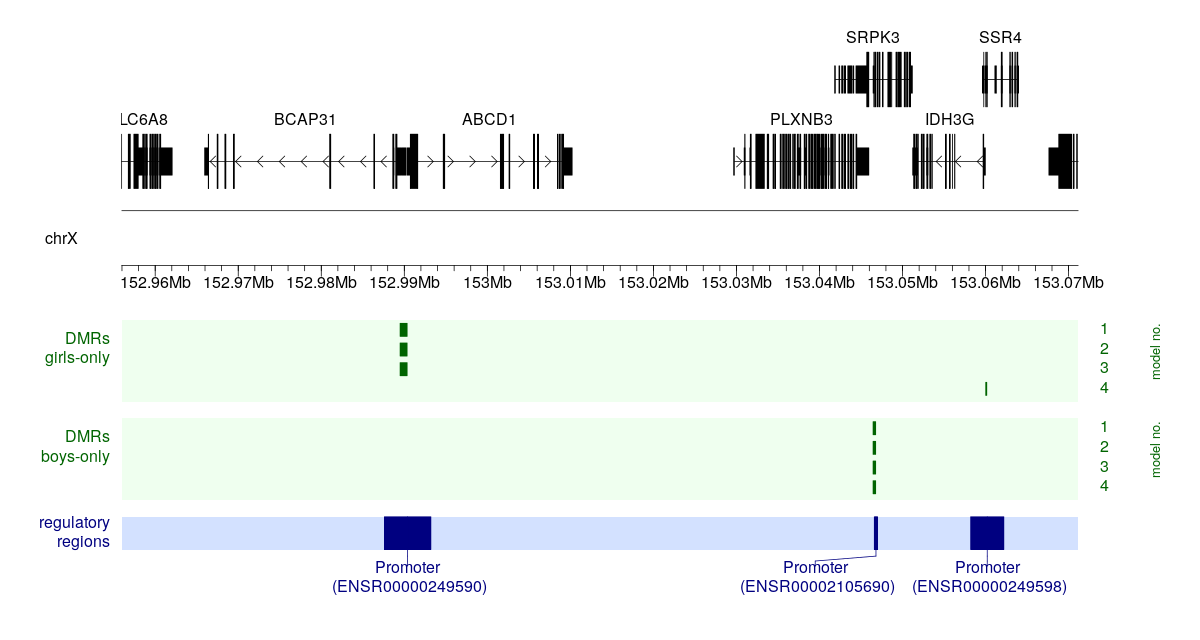 SRPK3 SSR4
LC6A8 BCAP31 ABCD1 PLXNB3 IDH3G
chrX
152.96Mb 152.97Mb 152.98Mb 152.99Mb 153Mb 153.01Mb 153.02Mb 153.03Mb 153.04Mb 153.05Mb 153.06Mb 153.07Mb
DMRs
girls-only
1
2
3
4
model no.
DMRs
boys-only
1
2
3
4
model no.
regulatory
regions
Promoter Promoter Promoter
(ENSR00000249590) (ENSR00002105690) (ENSR00000249598)